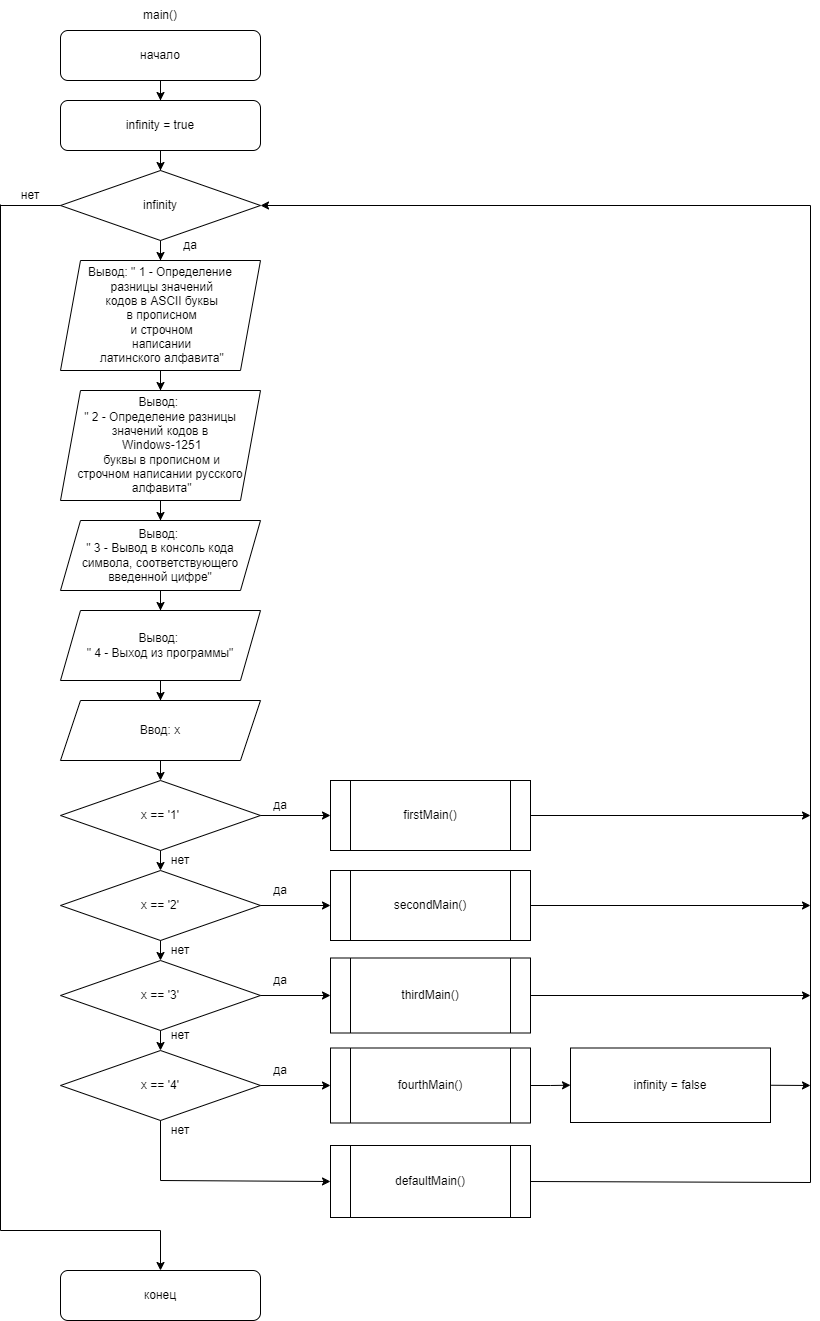 main()
начало
infinity = true
нет
infinity
да
Вывод: " 1 - Определение
разницы значений
кодов в ASCII буквы
в прописном
и строчном
написании
латинского алфавита"
Вывод:
" 2 - Определение разницы
значений кодов в
Windows-1251
буквы в прописном и
строчном написании русского
алфавита"
Вывод:
" 3 - Вывод в консоль кода
символа, соответствующего
введенной цифре"
Вывод:
" 4 - Выход из программы"
Ввод: x
x == '1'
да
firstMain()
нет
x == '2'
да
secondMain()
нет
x == '3'
да
thirdMain()
нет
x == '4'
да
fourthMain()
infinity = false
нет
defaultMain()
конец